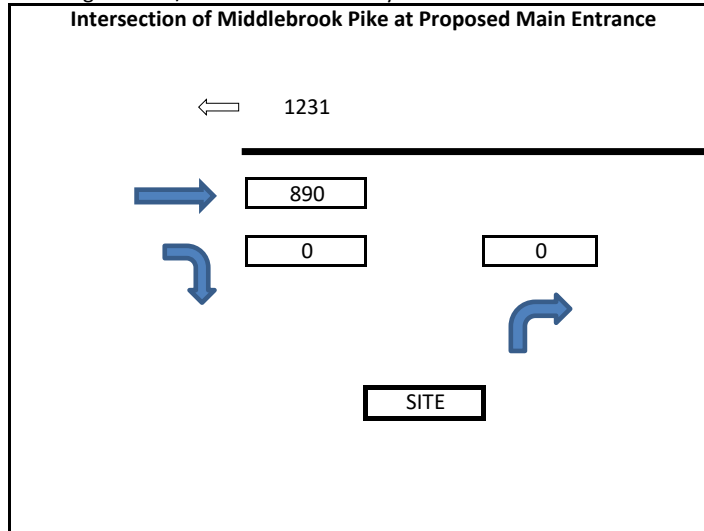 Intersection of Middlebrook Pike at Proposed Main Entrance
1231
890
0 0
SITE